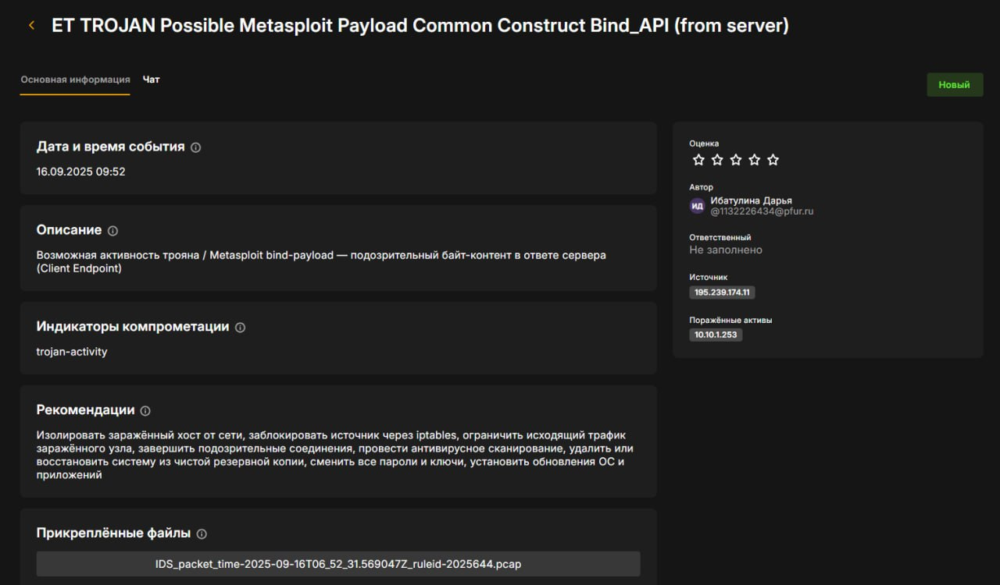 ET TROJAN Possible Metasploit Payload Common Construct Bind_API (from server)
Основная информация
Чат
Новый
Дата и время события
16.09.2025 09:52
Описание
Возможная активность трояна / Metasploit bind-payload — подозрительный байт-контент в ответе сервера
(Client Endpoint)
Индикаторы компрометации
trojan-activity
Рекомендации
Изолировать заражённый хост от сети, заблокировать источник через iptables, ограничить исходящий трафик
заражённого узла, завершить подозрительные соединения, провести антивирусное сканирование, удалить или
восстановить систему из чистой резервной копии, сменить все пароли и ключи, установить обновления ОС и
приложений
Прикреплённые файлы
IDS_packet_time-2025-09-16T06_52_31.569047Z_ruleid-2025644.pcap
Оценка
Автор
ИД
Ибатулина Дарья
@1132226434@pfur.ru
Ответственный
Не заполнено
Источник
195.239.174.11
Поражённые активы
10.10.1.253